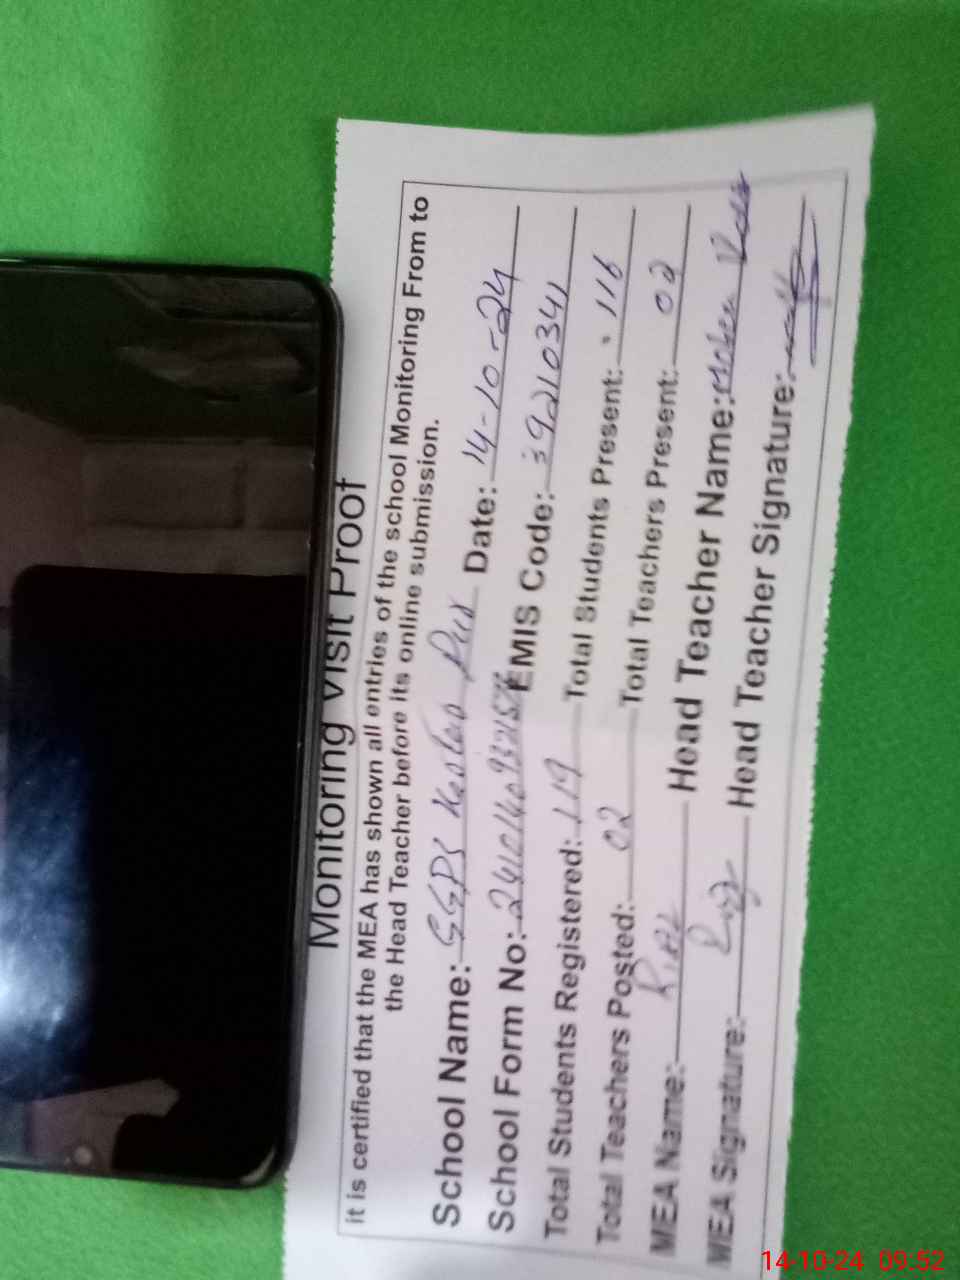 Monitoring Visit Proof
it is certified that the MEA has shown all entries of the school Monitoring From to
the Head Teacher before its online submission.
School Name: GGPS Pur Date: 14-10-24
School Form No: EMIS Code: 39210341
Total Students Registered: 119 Total Students Present: 116
Total Teachers Posted: 02 Total Teachers Present: 02
MEA Name: Head Teacher Name:
MEA Signature: Head Teacher Signature:
14-10-24 09:52